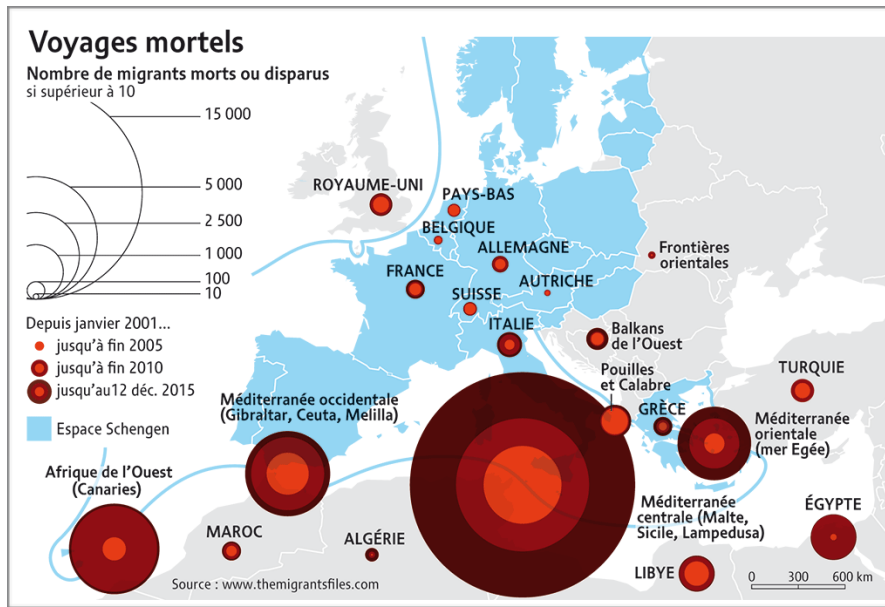 Voyages mortels
Nombre de migrants morts ou disparus
si supérieur à 10
15 000
5 000
2 500
1 000
100
10
Depuis janvier 2001...
jusqu'à fin 2005
jusqu'à fin 2010
jusqu'au12 déc. 2015
Espace Schengen
ROYAUME-UNI
PAYS-BAS
BELGIQUE
ALLEMAGNE
Frontières
orientales
FRANCE
AUTRICHE
SUISSE
ITALIE
Balkans
de l'Ouest
Pouilles
et Calabre
TURQUIE
GRÈCE
Méditerranée occidentale
(Gibraltar, Ceuta, Melilla)
Méditerranée
orientale
(mer Egée)
Afrique de l'Ouest
(Canaries)
Méditerranée
centrale (Malte,
Sicile, Lampedusa)
ÉGYPTE
MAROC
ALGÉRIE
LIBYE
Source : www.themigrantsfiles.com
0 300 600 km